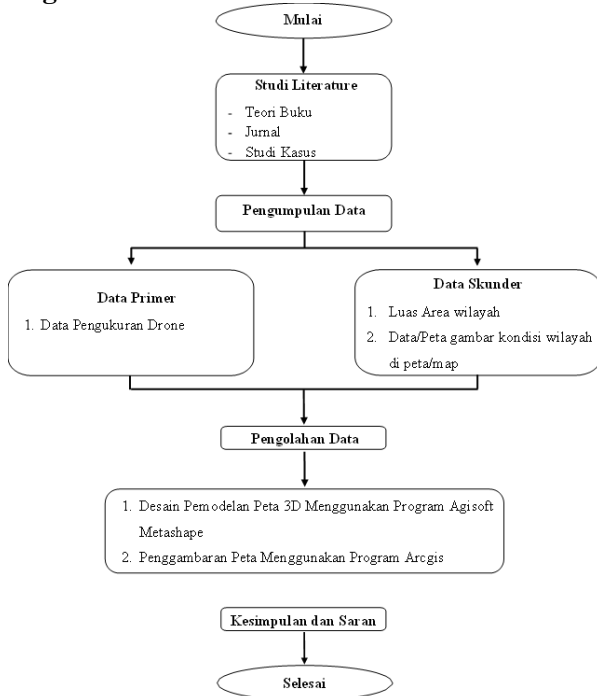 Mulai
Studi Literature
- Teori Buku
- Jurnal
- Studi Kasus
Pengumpulan Data
Data Primer
1. Data Pengukuran Drone
Data Skunder
1. Luas Area wilayah
2. Data/Peta gambar kondisi wilayah
di peta/map
Pengolahan Data
1. Desain Pemodelan Peta 3D Menggunakan Program Agisoft
Metashape
2. Penggambaran Peta Menggunakan Program Arcgis
Kesimpulan dan Saran
Selesai